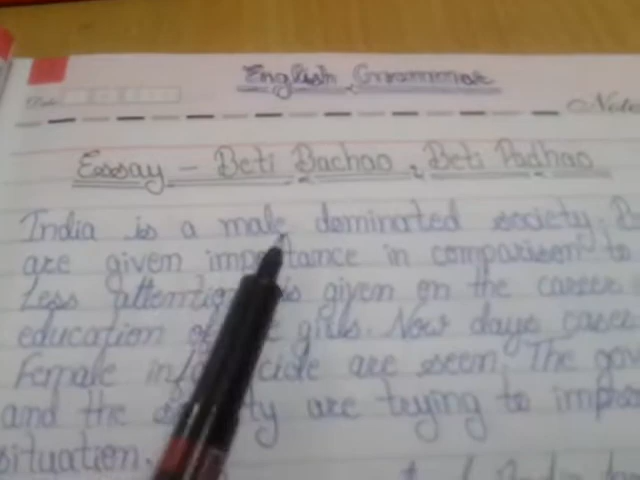 English Grammar
Note
Essay - Beti Bachao, Beti Padhao
India is a male dominated society.
are given importance in comparison to
Less attention is given on the career
education of the girls. Now days cases
Female infanticide are seen. The gov
and the society are trying to improve
situation.